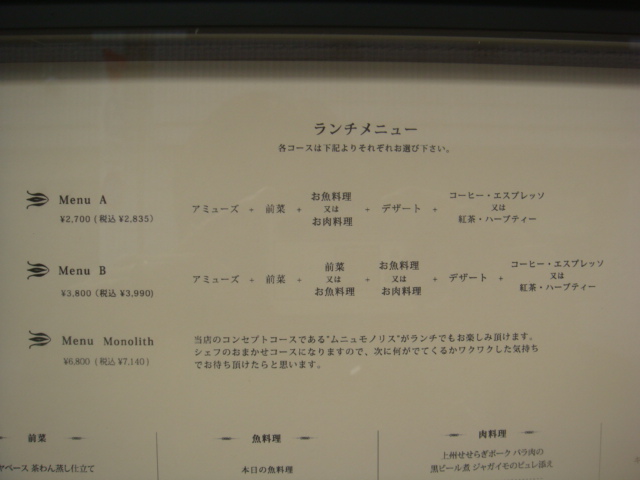 ランチメニュー
各コースは下記よりそれぞれお選び下さい。
Menu A
¥2,700 (税込 ¥2,835)
アミューズ + 前菜 + お魚料理 又は お肉料理 + デザート + コーヒー・エスプレッソ 又は 紅茶・ハーブティー
Menu B
¥3,800 (税込 ¥3,990)
アミューズ + 前菜 + 前菜 又は お魚料理 + お魚料理 又は お肉料理 + デザート + コーヒー・エスプレッソ 又は 紅茶・ハーブティー
Menu Monolith
¥6,800 (税込 ¥7,140)
当店のコンセプトコースである"ムニュモノリス"がランチでもお楽しみ頂けます。
シェフのおまかせコースになりますので、次に何がでてくるかワクワクした気持ち
でお待ち頂けたらと思います。
前菜
ヤベース 茶わん蒸し仕立て
魚料理
本日の魚料理
肉料理
上州せせらぎポーク バラ肉の
黒ビール煮 ジャガイモのピュレ添え